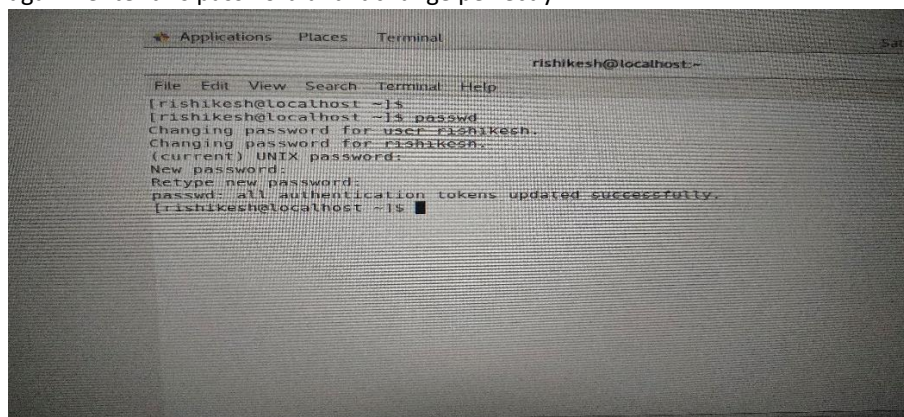 Applications Places Terminal
Sat
rishikesh@localhost:~
File Edit View Search Terminal Help
[rishikesh@localhost ~]$
[rishikesh@localhost ~]$ passwd
Changing password for user rishikesh.
Changing password for rishikesh.
(current) UNIX password:
New password:
Retype new password:
passwd: all authentication tokens updated successfully.
[rishikesh@localhost ~]$